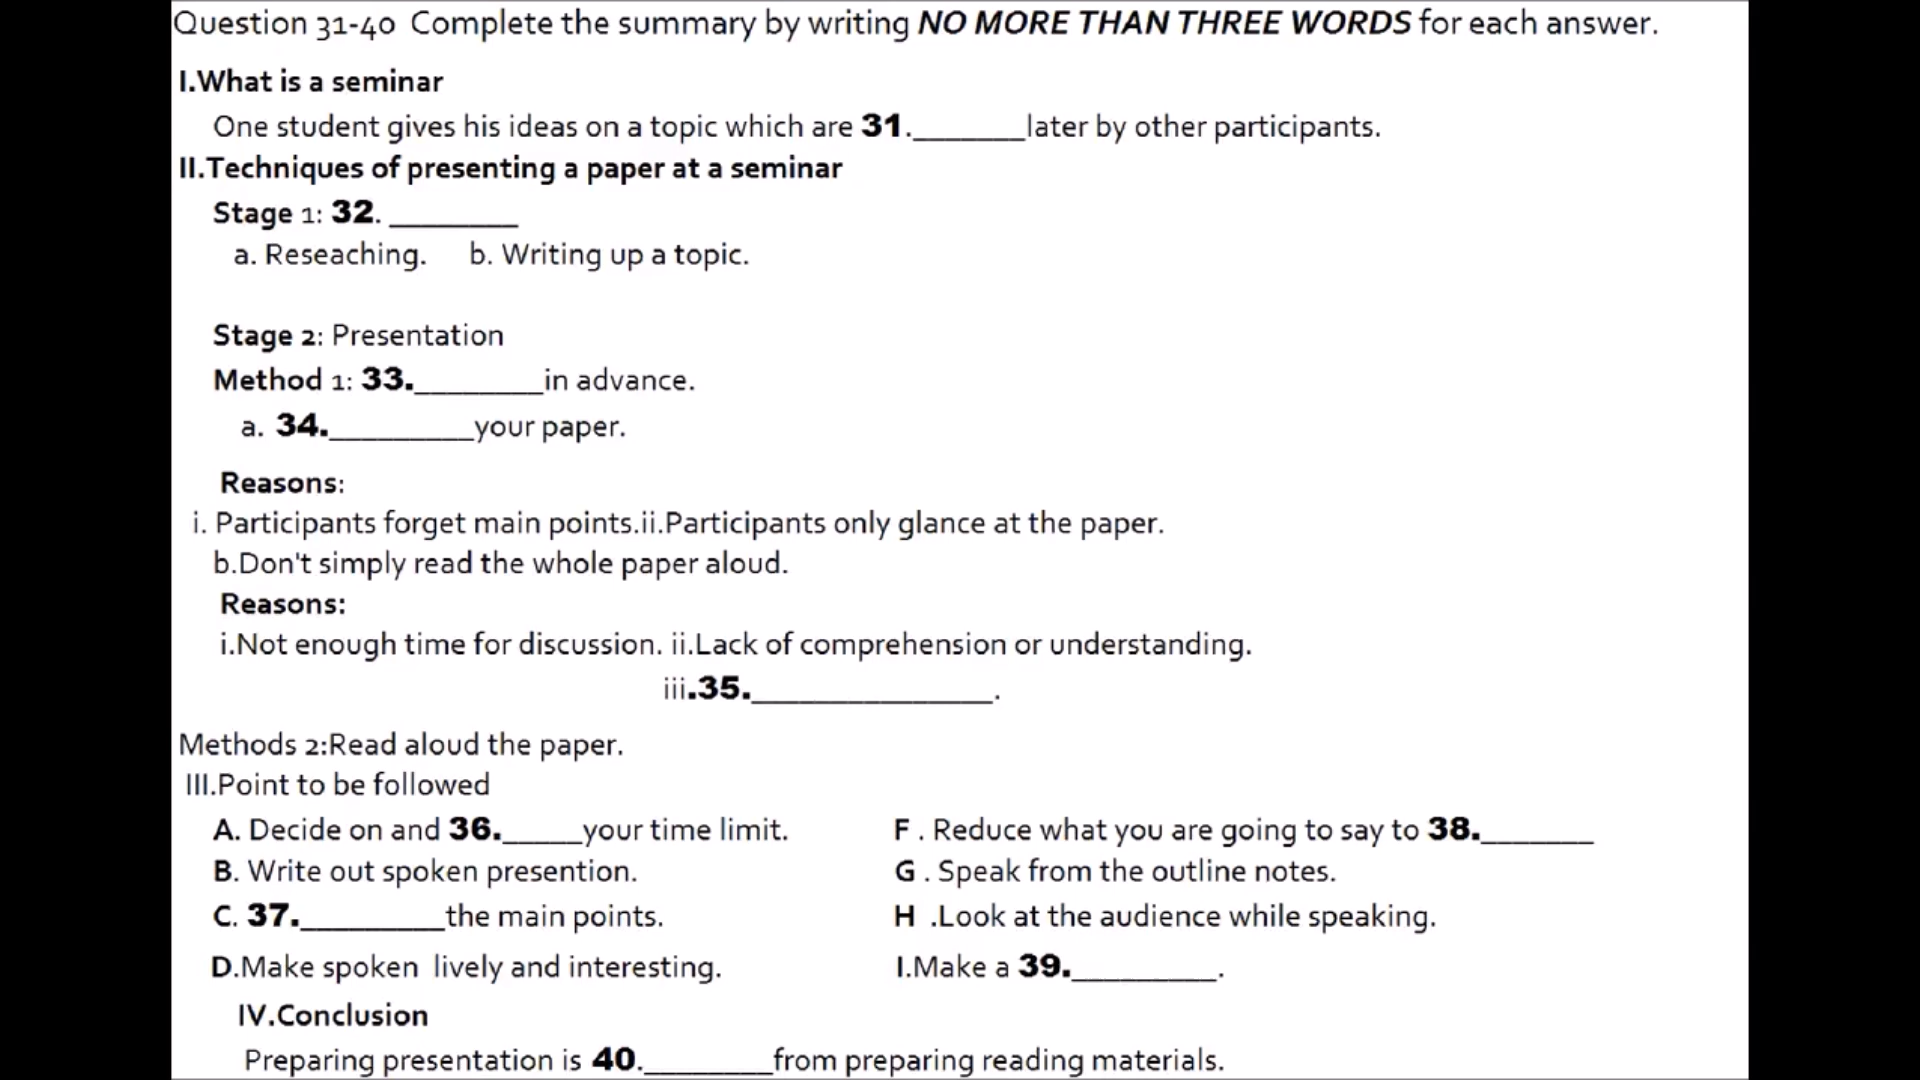 Question 31-40 Complete the summary by writing NO MORE THAN THREE WORDS for each answer.
I.What is a seminar
One student gives his ideas on a topic which are 31._______later by other participants.
II.Techniques of presenting a paper at a seminar
Stage 1: 32. ________
a. Reseaching. b. Writing up a topic.
Stage 2: Presentation
Method 1: 33.________in advance.
a. 34._________your paper.
Reasons:
i. Participants forget main points.ii.Participants only glance at the paper.
b.Don't simply read the whole paper aloud.
Reasons:
i.Not enough time for discussion. ii.Lack of comprehension or understanding.
iii.35._______________.
Methods 2:Read aloud the paper.
III.Point to be followed
A. Decide on and 36._____your time limit.
B. Write out spoken presention.
C. 37._________the main points.
D.Make spoken lively and interesting.
F . Reduce what you are going to say to 38._______
G . Speak from the outline notes.
H .Look at the audience while speaking.
I.Make a 39._________.
IV.Conclusion
Preparing presentation is 40.________from preparing reading materials.